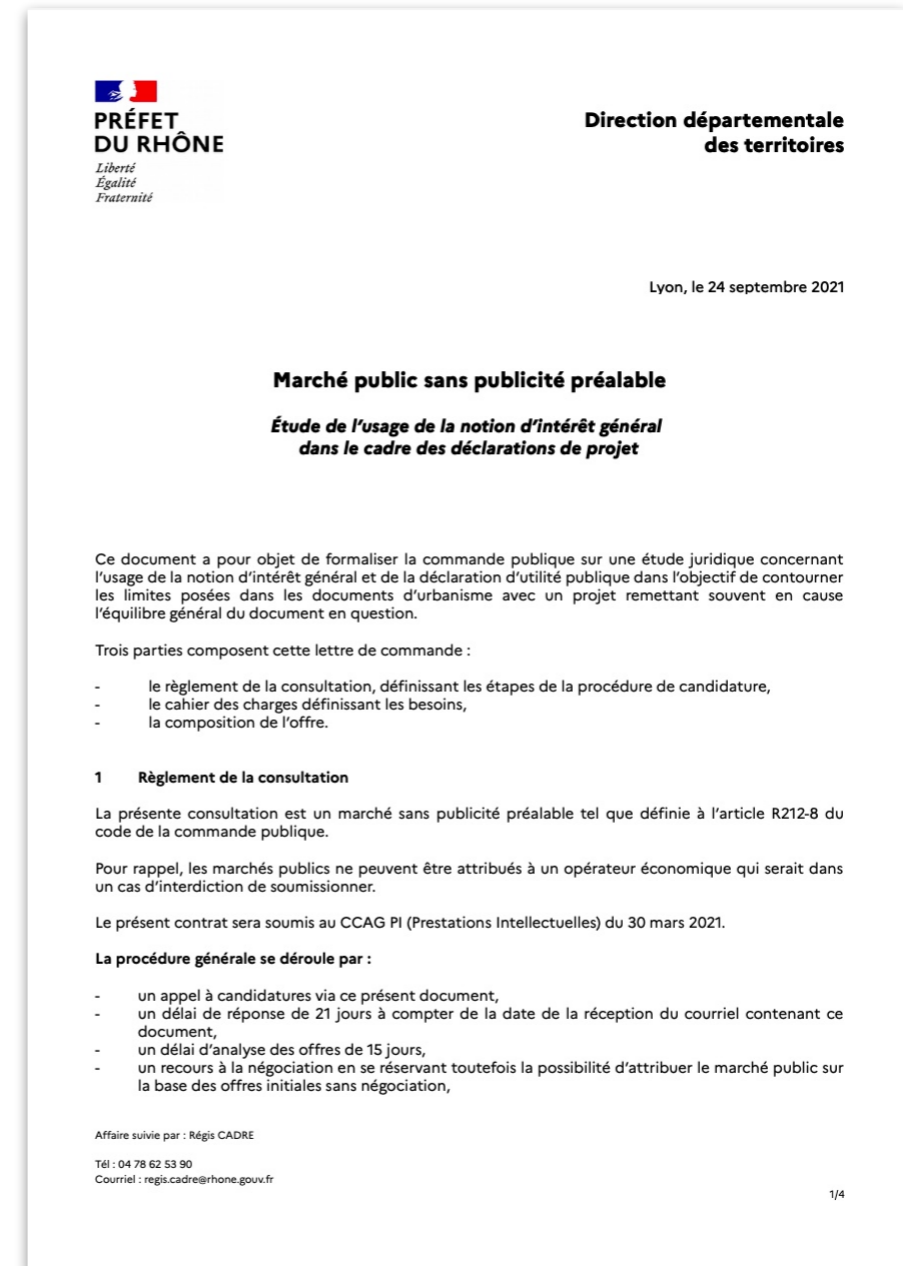 PRÉFET
DU RHÔNE
Liberté
Égalité
Fraternité
Direction départementale
des territoires
Lyon, le 24 septembre 2021
Marché public sans publicité préalable
Étude de l'usage de la notion d'intérêt général
dans le cadre des déclarations de projet
Ce document a pour objet de formaliser la commande publique sur une étude juridique concernant
l'usage de la notion d'intérêt général et de la déclaration d'utilité publique dans l'objectif de contourner
les limites posées dans les documents d'urbanisme avec un projet remettant souvent en cause
l'équilibre général du document en question.
Trois parties composent cette lettre de commande :
- le règlement de la consultation, définissant les étapes de la procédure de candidature,
- le cahier des charges définissant les besoins,
- la composition de l'offre.
1 Règlement de la consultation
La présente consultation est un marché sans publicité préalable tel que définie à l'article R212-8 du
code de la commande publique.
Pour rappel, les marchés publics ne peuvent être attribués à un opérateur économique qui serait dans
un cas d'interdiction de soumissionner.
Le présent contrat sera soumis au CCAG PI (Prestations Intellectuelles) du 30 mars 2021.
La procédure générale se déroule par :
- un appel à candidatures via ce présent document,
- un délai de réponse de 21 jours à compter de la date de la réception du courriel contenant ce
document,
- un délai d'analyse des offres de 15 jours,
- un recours à la négociation en se réservant toutefois la possibilité d'attribuer le marché public sur
la base des offres initiales sans négociation,
Affaire suivie par : Régis CADRE
Tél : 04 78 62 53 90
Courriel : regis.cadre@rhone.gouv.fr
1/4